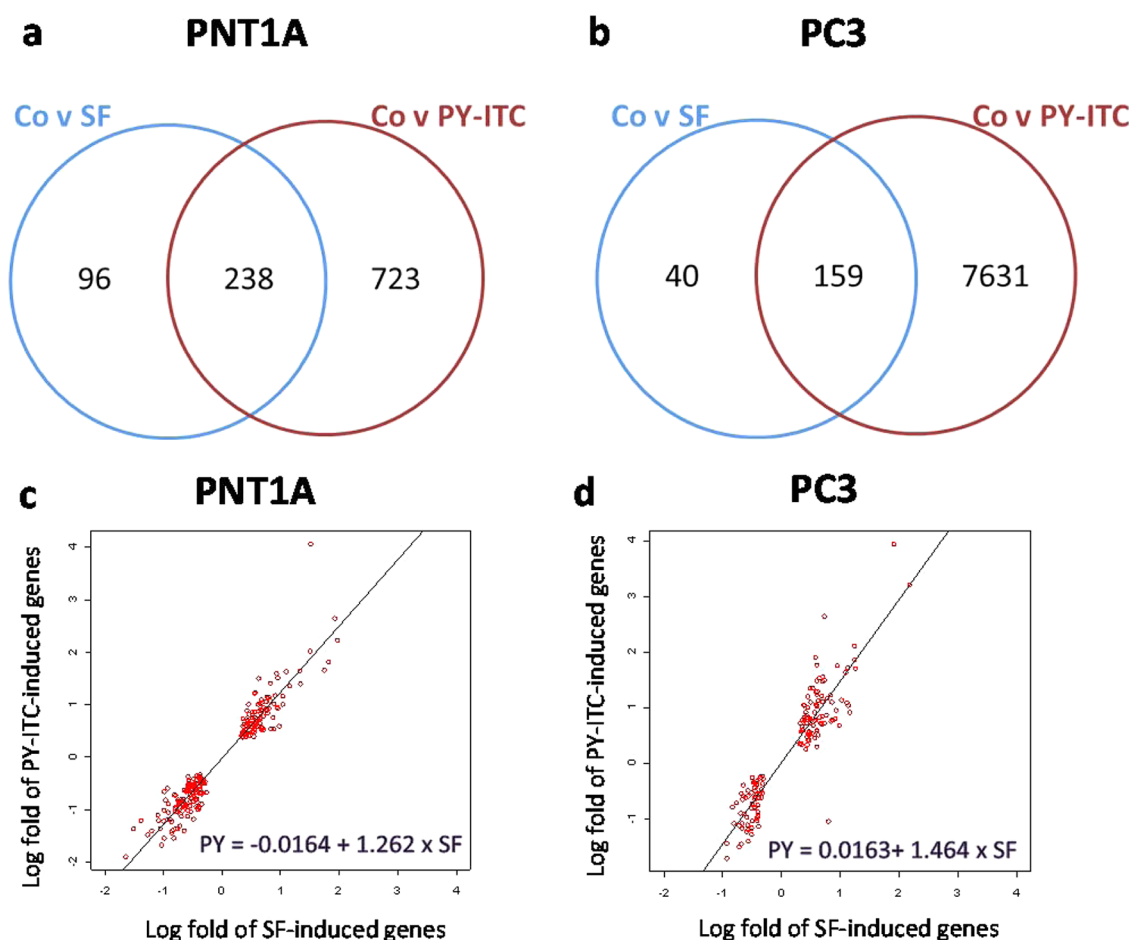 a PNT1A
b PC3
Co v SF Co v PY-ITC
Co v SF Co v PY-ITC
96 238 723
40 159 7631
c PNT1A
Log fold of PY-ITC-induced genes
4
3
2
1
0
-1
-2
PY = -0.0164 + 1.262 x SF
-2 -1 0 1 2 3 4
Log fold of SF-induced genes
d PC3
Log fold of PY-ITC-induced genes
4
3
2
1
0
-1
PY = 0.0163+ 1.464 x SF
-2 -1 0 1 2 3 4
Log fold of SF-induced genes